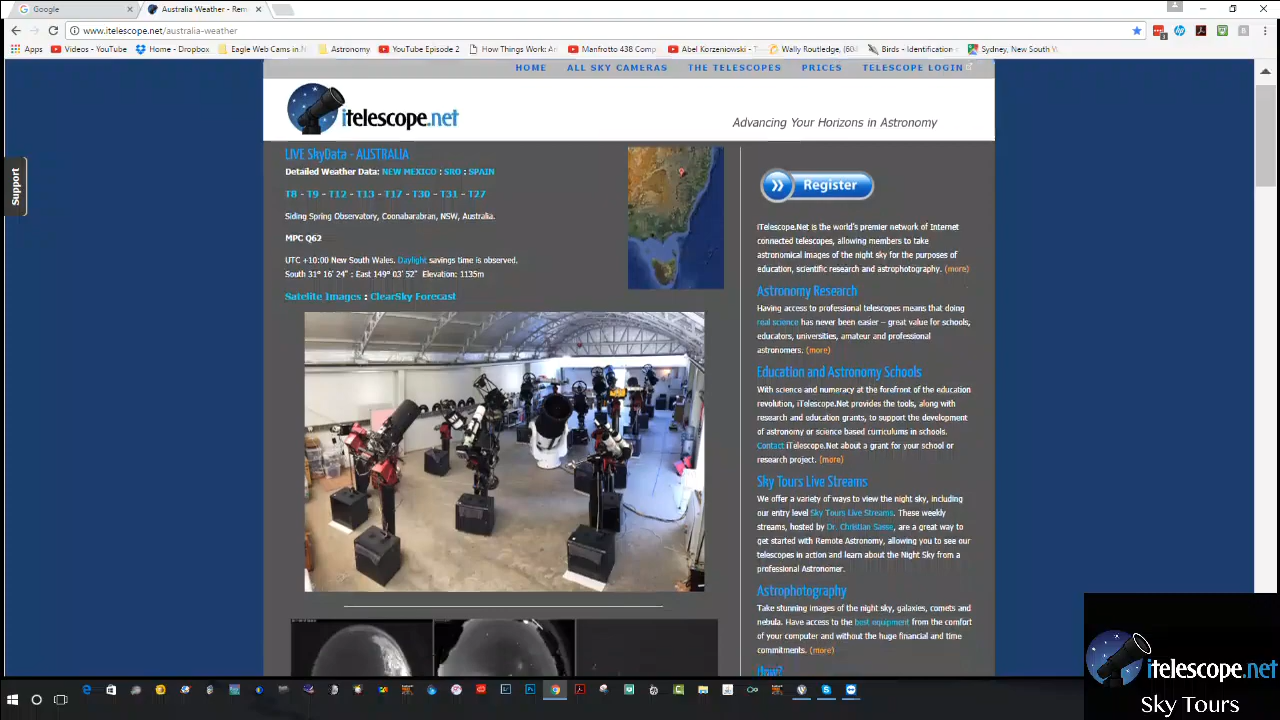 Google
Australia Weather - Rem
www.itelescope.net/australia-weather
Apps
Videos - YouTube
Home - Dropbox
Eagle Web Cams in
Astronomy
YouTube Episode 2
How Things Work: Ar
Manfrotto 438 Comp
Abel Korzeniowski -
Wally Routledge, (604
Birds - Identification
Sydney, New South
HOME
ALL SKY CAMERAS
THE TELESCOPES
PRICES
TELESCOPE LOGIN
itelescope.net
Advancing Your Horizons in Astronomy
Support
LIVE SkyData - AUSTRALIA
Detailed Weather Data: NEW MEXICO : SRO : SPAIN
T8 - T9 - T12 - T13 - T17 - T30 - T31 - T27
Siding Spring Observatory, Coonabarabran, NSW, Australia.
MPC Q62
UTC +10:00 New South Wales. Daylight savings time is observed.
South 31° 16' 24" : East 149° 03' 52" Elevation: 1135m
Satelite Images : ClearSky Forecast
Register
iTelescope.Net is the world's premier network of Internet
connected telescopes, allowing members to take
astronomical images of the night sky for the purposes of
education, scientific research and astrophotography. (more)
Astronomy Research
Having access to professional telescopes means that doing
real science has never been easier – great value for schools,
educators, universities, amateur and professional
astronomers. (more)
Education and Astronomy Schools
With science and numeracy at the forefront of the education
revolution, iTelescope.Net provides the tools, along with
research and education grants, to support the development
of astronomy or science based curriculums in schools.
Contact iTelescope.Net about a grant for your school or
research project. (more)
Sky Tours Live Streams
We offer a variety of ways to view the night sky, including
our entry level Sky Tours Live Streams. These weekly
streams, hosted by Dr. Christian Sasse, are a great way to
get started with Remote Astronomy, allowing you to see our
telescopes in action and learn about the Night Sky from a
professional Astronomer.
Astrophotography
Take stunning images of the night sky, galaxies, comets and
nebula. Have access to the best equipment from the comfort
of your computer and without the huge financial and time
commitments. (more)
itelescope.net
Sky Tours